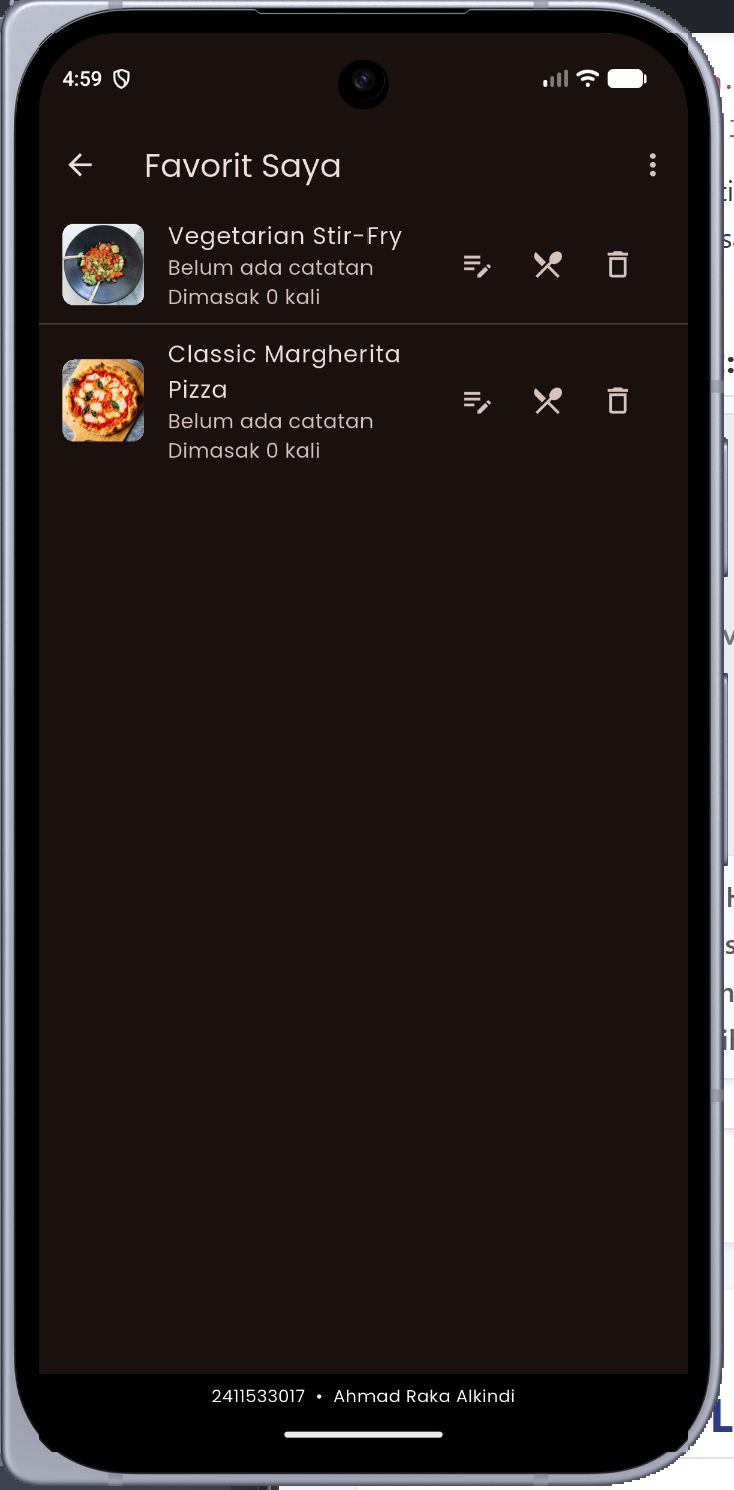 4:59
Favorit Saya
Vegetarian Stir-Fry
Belum ada catatan
Dimasak 0 kali
Classic Margherita
Pizza
Belum ada catatan
Dimasak 0 kali
2411533017 • Ahmad Raka Alkindi